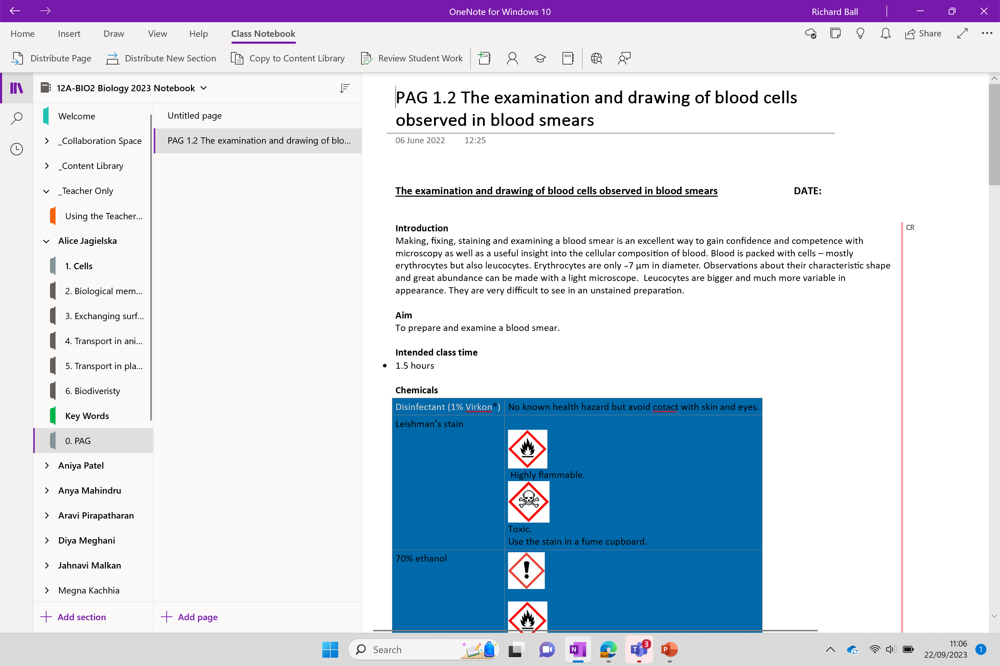 OneNote for Windows 10
Richard Ball
Home
Insert
Draw
View
Help
Class Notebook
Share
Distribute Page
Distribute New Section
Copy to Content Library
Review Student Work
12A-BIO2 Biology 2023 Notebook
Welcome
_Collaboration Space
_Content Library
_Teacher Only
Using the Teacher...
Alice Jagielska
1. Cells
2. Biological mem...
3. Exchanging surf...
4. Transport in ani...
5. Transport in pla...
6. Biodiveristy
Key Words
0. PAG
Aniya Patel
Anya Mahindru
Aravi Pirapatharan
Diya Meghani
Jahnavi Malkan
Megna Kachhia
Add section
Untitled page
PAG 1.2 The examination and drawing of blo...
Add page
PAG 1.2 The examination and drawing of blood cells
observed in blood smears
06 June 2022 12:25
The examination and drawing of blood cells observed in blood smears DATE:
CR
Introduction
Making, fixing, staining and examining a blood smear is an excellent way to gain confidence and competence with
microscopy as well as a useful insight into the cellular composition of blood. Blood is packed with cells – mostly
erythrocytes but also leucocytes. Erythrocytes are only ~7 µm in diameter. Observations about their characteristic shape
and great abundance can be made with a light microscope.  Leucocytes are bigger and much more variable in
appearance. They are very difficult to see in an unstained preparation.
Aim
To prepare and examine a blood smear.
Intended class time
• 1.5 hours
Chemicals
Disinfectant (1% Virkon®) No known health hazard but avoid cotact with skin and eyes.
Leishman’s stain
Highly flammable.
Toxic.
Use the stain in a fume cupboard.
70% ethanol
Search
N
T
3
P
11:06
22/09/2023
1